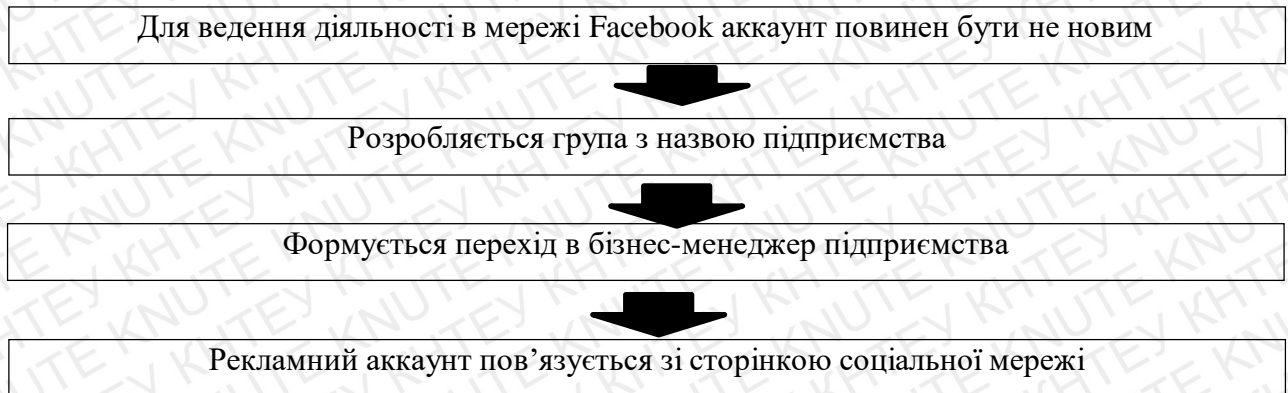 Для ведення діяльності в мережі Facebook аккаунт повинен бути не новим
Розробляється група з назвою підприємства
Формується перехід в бізнес-менеджер підприємства
Рекламний аккаунт пов’язується зі сторінкою соціальної мережі